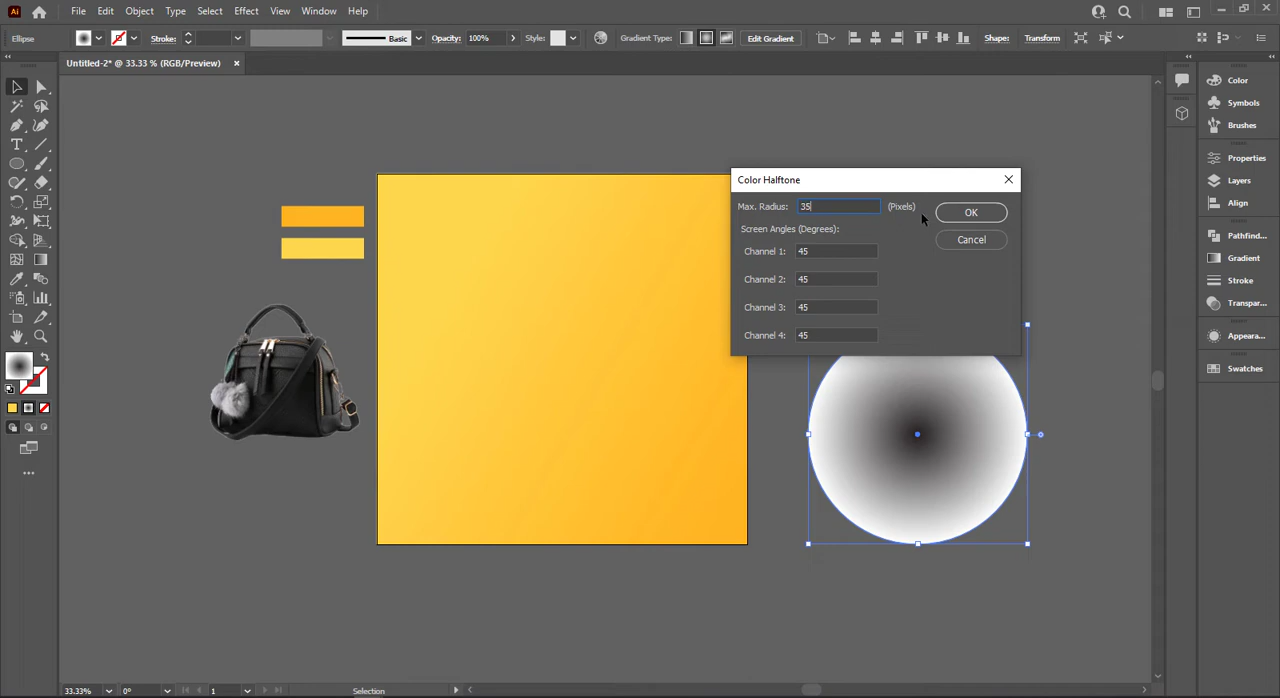 Ai File Edit Object Type Select Effect View Window Help
Ellipse Stroke: Basic Opacity: 100% Style: Gradient Type: Edit Gradient Shape: Transform
Untitled-2* @ 33.33 % (RGB/Preview)
Color Halftone
Max. Radius: 35 (Pixels) OK
Screen Angles (Degrees): Cancel
Channel 1: 45
Channel 2: 45
Channel 3: 45
Channel 4: 45
Color
Symbols
Brushes
Properties
Layers
Align
Pathfind...
Gradient
Stroke
Transpar...
Appeara...
Swatches
33.33% 0° 1 Selection